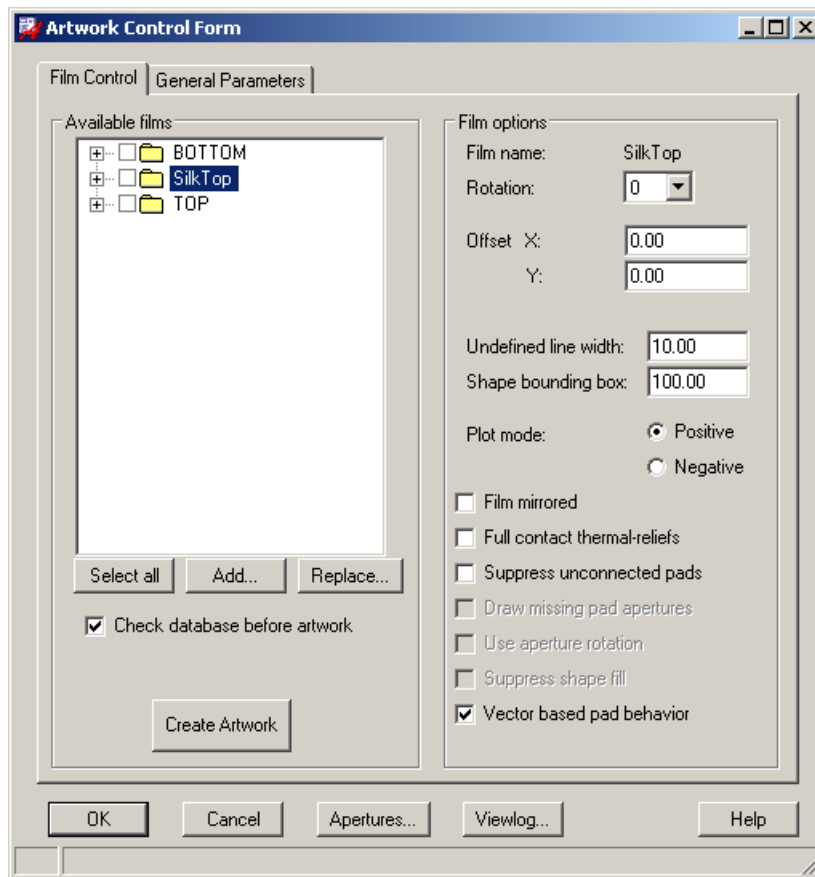 Artwork Control Form
Film Control
General Parameters
Available films
BOTTOM
SilkTop
TOP
Select all
Add...
Replace...
Check database before artwork
Create Artwork
Film options
Film name: SilkTop
Rotation: 0
Offset X: 0.00
Y: 0.00
Undefined line width: 10.00
Shape bounding box: 100.00
Plot mode: Positive
Negative
Film mirrored
Full contact thermal-reliefs
Suppress unconnected pads
Draw missing pad apertures
Use aperture rotation
Suppress shape fill
Vector based pad behavior
OK
Cancel
Apertures...
Viewlog...
Help